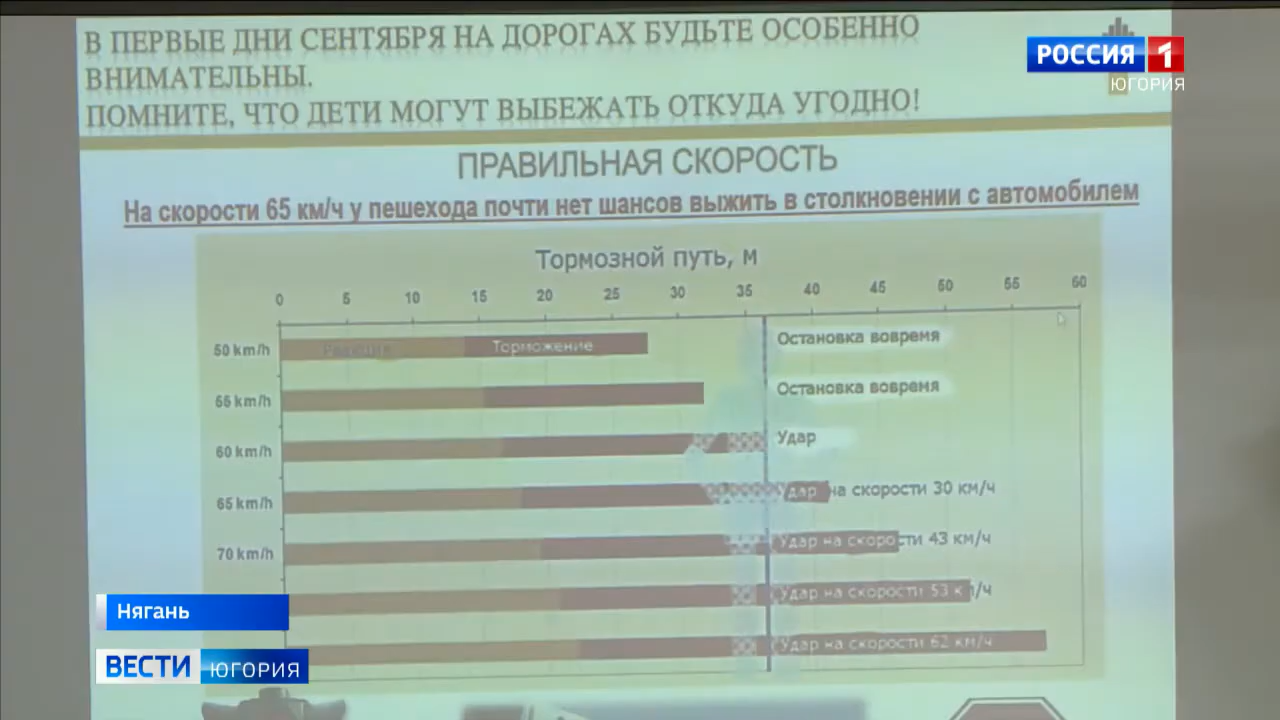 В ПЕРВЫЕ ДНИ СЕНТЯБРЯ НА ДОРОГАХ БУДЬТЕ ОСОБЕННО
ВНИМАТЕЛЬНЫ.
ПОМНИТЕ, ЧТО ДЕТИ МОГУТ ВЫБЕЖАТЬ ОТКУДА УГОДНО!
РОССИЯ 1
ЮГОРИЯ
ПРАВИЛЬНАЯ СКОРОСТЬ
На скорости 65 км/ч у пешехода почти нет шансов выжить в столкновении с автомобилем
Тормозной путь, м
0 5 10 15 20 25 30 35 40 45 50 55 60
50 km/h Реакция Торможение Остановка вовремя
55 km/h Остановка вовремя
60 km/h Удар
65 km/h Удар на скорости 30 км/ч
70 km/h Удар на скорости 43 км/ч
Удар на скорости 53 км/ч
Удар на скорости 62 км/ч
Нягань
ВЕСТИ ЮГОРИЯ